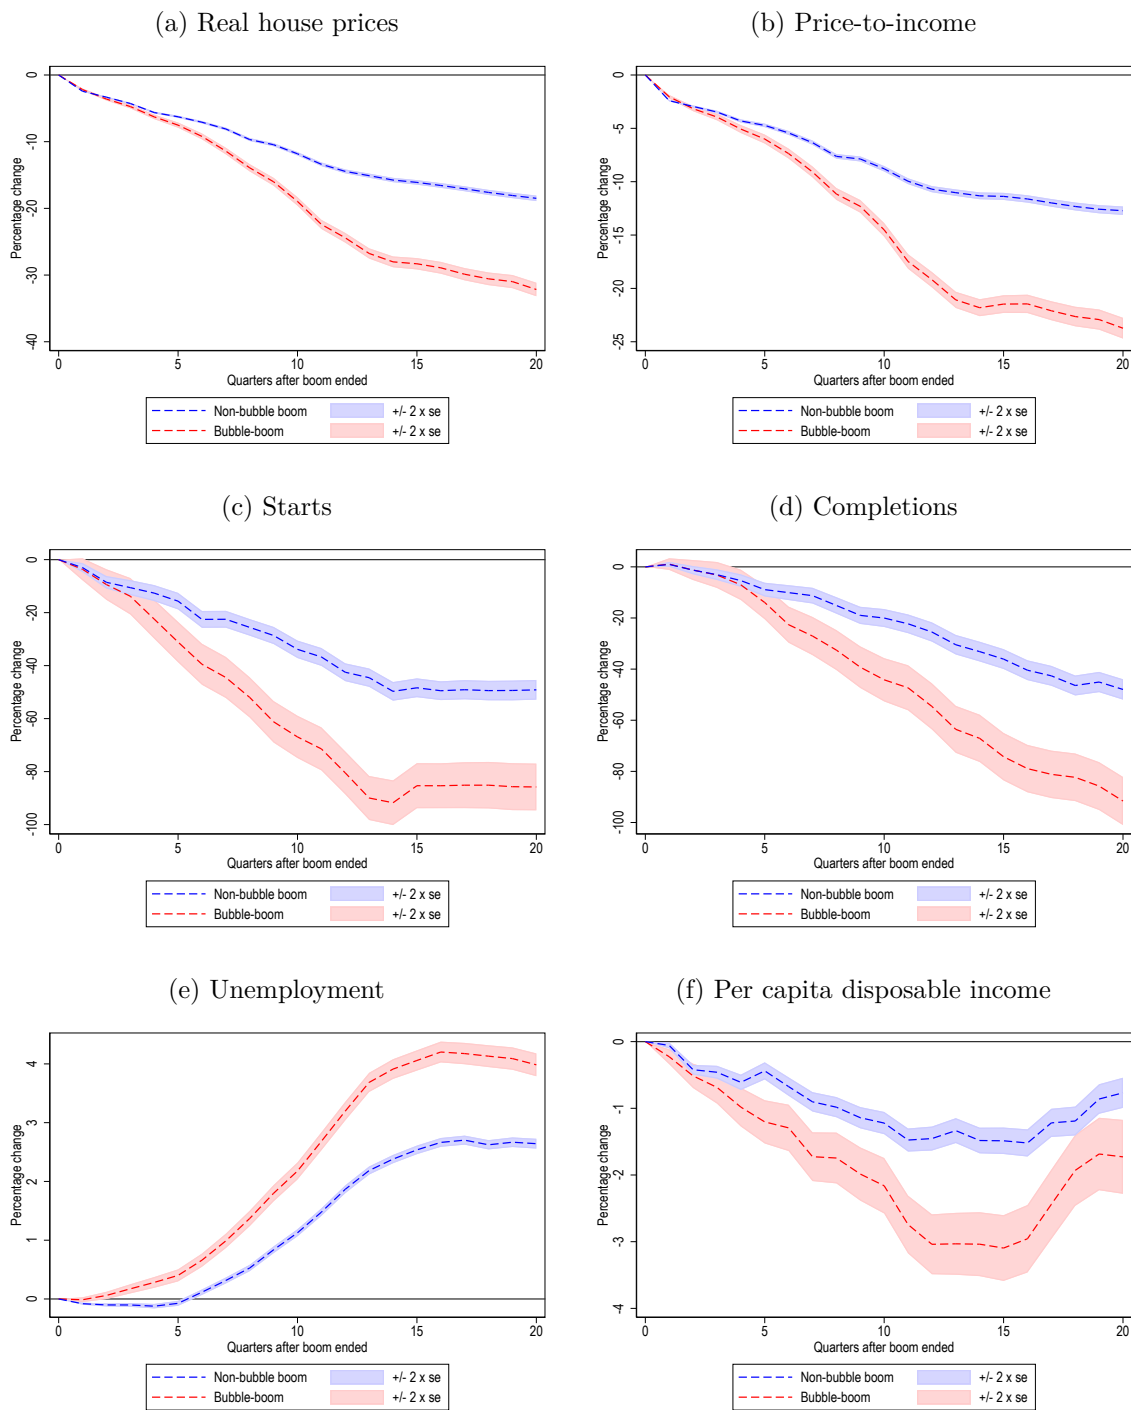 (a) Real house prices
(b) Price-to-income
Percentage change
0
-10
-20
-30
-40
0 5 10 15 20
Quarters after boom ended
Non-bubble boom +/- 2 x se
Bubble-boom +/- 2 x se
Percentage change
0
-5
-10
-15
-20
-25
0 5 10 15 20
Quarters after boom ended
Non-bubble boom +/- 2 x se
Bubble-boom +/- 2 x se
(c) Starts
(d) Completions
Percentage change
0
-20
-40
-60
-80
-100
0 5 10 15 20
Quarters after boom ended
Non-bubble boom +/- 2 x se
Bubble-boom +/- 2 x se
Percentage change
0
-20
-40
-60
-80
-100
0 5 10 15 20
Quarters after boom ended
Non-bubble boom +/- 2 x se
Bubble-boom +/- 2 x se
(e) Unemployment
(f) Per capita disposable income
Percentage change
4
3
2
1
0
0 5 10 15 20
Quarters after boom ended
Non-bubble boom +/- 2 x se
Bubble-boom +/- 2 x se
Percentage change
0
-1
-2
-3
-4
0 5 10 15 20
Quarters after boom ended
Non-bubble boom +/- 2 x se
Bubble-boom +/- 2 x se